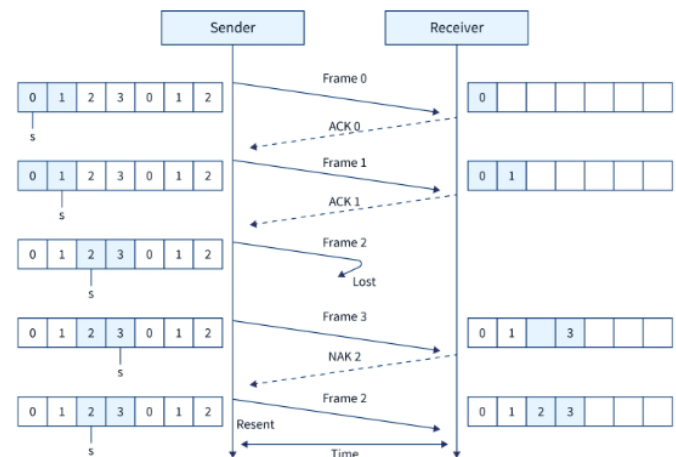 Sender
Receiver
Frame 0
0 1 2 3 0 1 2
0
s
ACK 0
Frame 1
0 1 2 3 0 1 2
0 1
s
ACK 1
Frame 2
0 1 2 3 0 1 2
Lost
s
Frame 3
0 1 2 3 0 1 2
0 1 3
NAK 2
s
Frame 2
0 1 2 3 0 1 2
0 1 2 3
Resent
s
Time